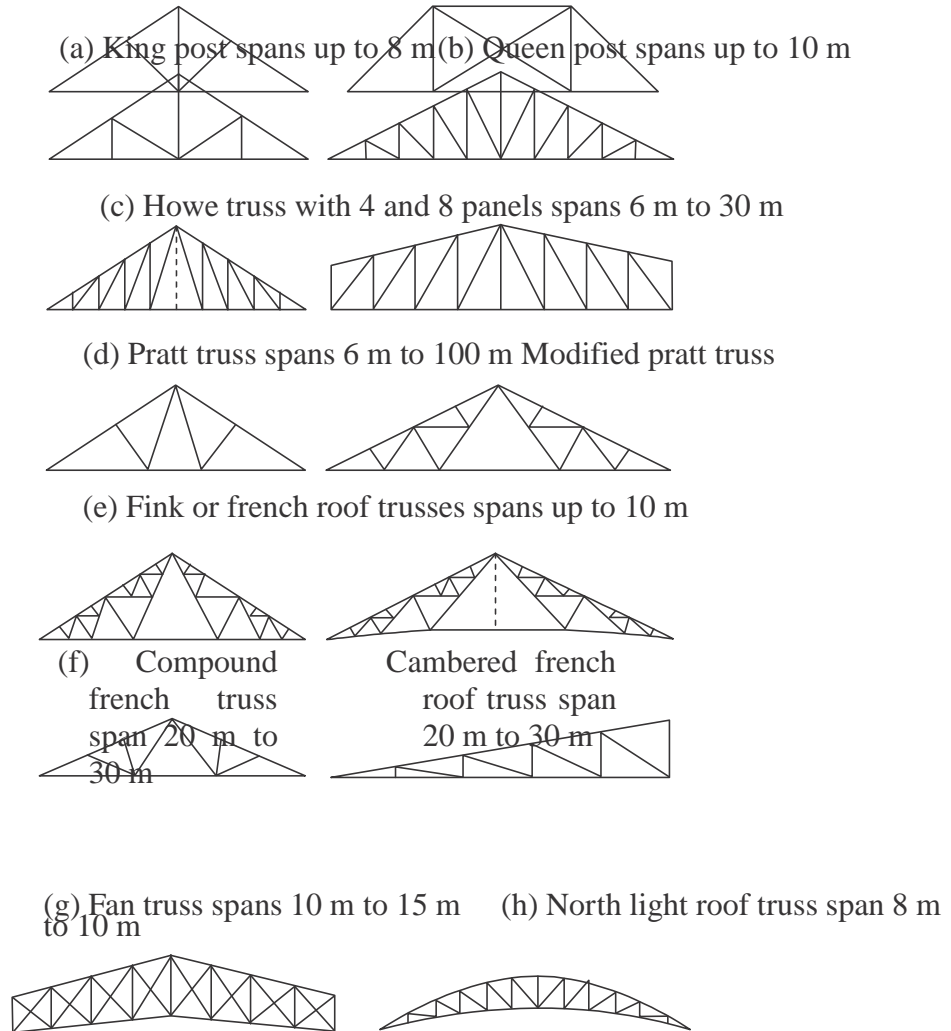 (a) King post spans up to 8 m(b) Queen post spans up to 10 m
(c) Howe truss with 4 and 8 panels spans 6 m to 30 m
(d) Pratt truss spans 6 m to 100 m Modified pratt truss
(e) Fink or french roof trusses spans up to 10 m
(f) Compound
french truss
span 20 m to
30 m
Cambered french
roof truss span
20 m to 30 m
(g) Fan truss spans 10 m to 15 m (h) North light roof truss span 8 m
to 10 m